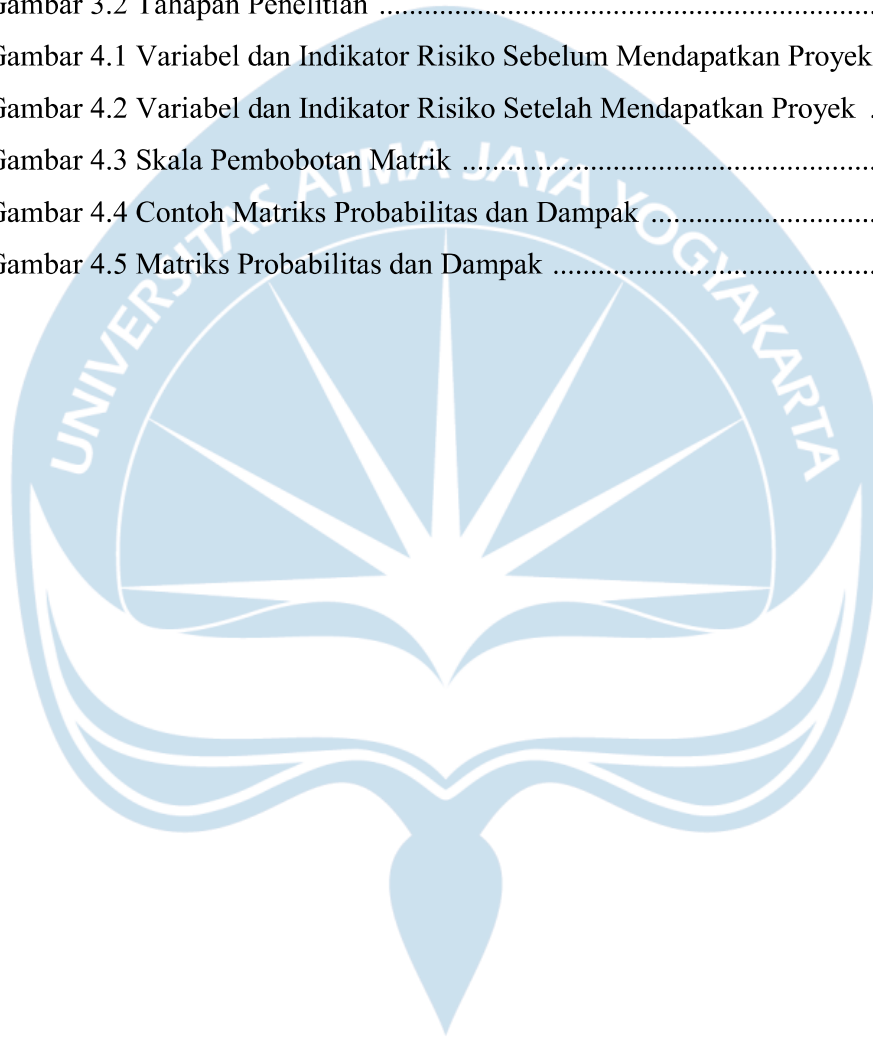 Gambar 3.2 Tahapan Penelitian ........................................................................
Gambar 4.1 Variabel dan Indikator Risiko Sebelum Mendapatkan Proyek
Gambar 4.2 Variabel dan Indikator Risiko Setelah Mendapatkan Proyek .
Gambar 4.3 Skala Pembobotan Matrik ............................................................
Gambar 4.4 Contoh Matriks Probabilitas dan Dampak .................................
Gambar 4.5 Matriks Probabilitas dan Dampak ..............................................
UNIVERSITAS ATMA JAYA YOGYAKARTA